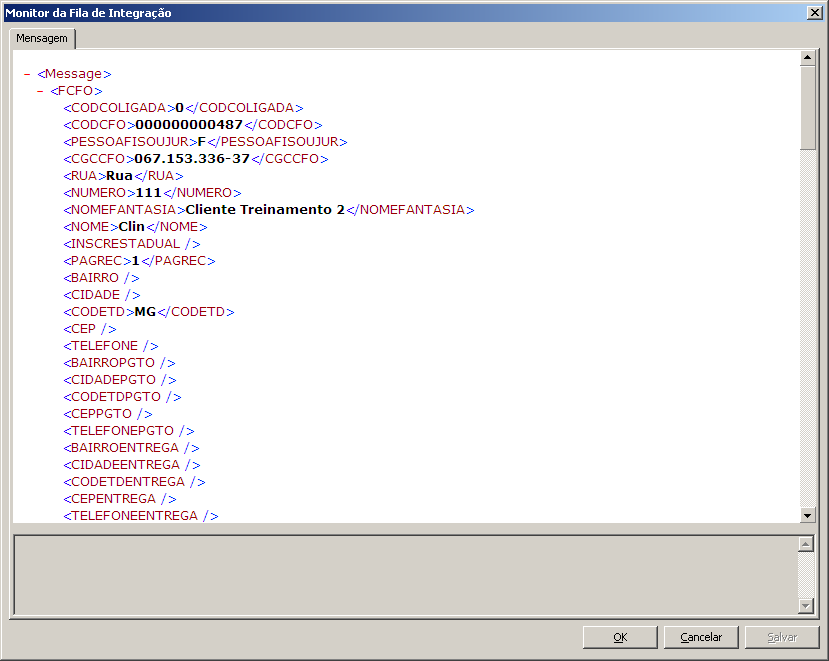 Monitor da Fila de Integração
Mensagem
- <Message>
- <FCFO>
<CODCOLIGADA>0</CODCOLIGADA>
<CODCFO>000000000487</CODCFO>
<PESSOAFISOUJUR>F</PESSOAFISOUJUR>
<CGCCFO>067.153.336-37</CGCCFO>
<RUA>Rua</RUA>
<NUMERO>111</NUMERO>
<NOMEFANTASIA>Cliente Treinamento 2</NOMEFANTASIA>
<NOME>Clin</NOME>
<INSCRESTADUAL />
<PAGREC>1</PAGREC>
<BAIRRO />
<CIDADE />
<CODETD>MG</CODETD>
<CEP />
<TELEFONE />
<BAIRROPGTO />
<CIDADEPGTO />
<CODETDPGTO />
<CEPPGTO />
<TELEFONEPGTO />
<BAIRROENTREGA />
<CIDADEENTREGA />
<CODETDENTREGA />
<CEPENTREGA />
<TELEFONEENTREGA />
OK Cancelar Salvar